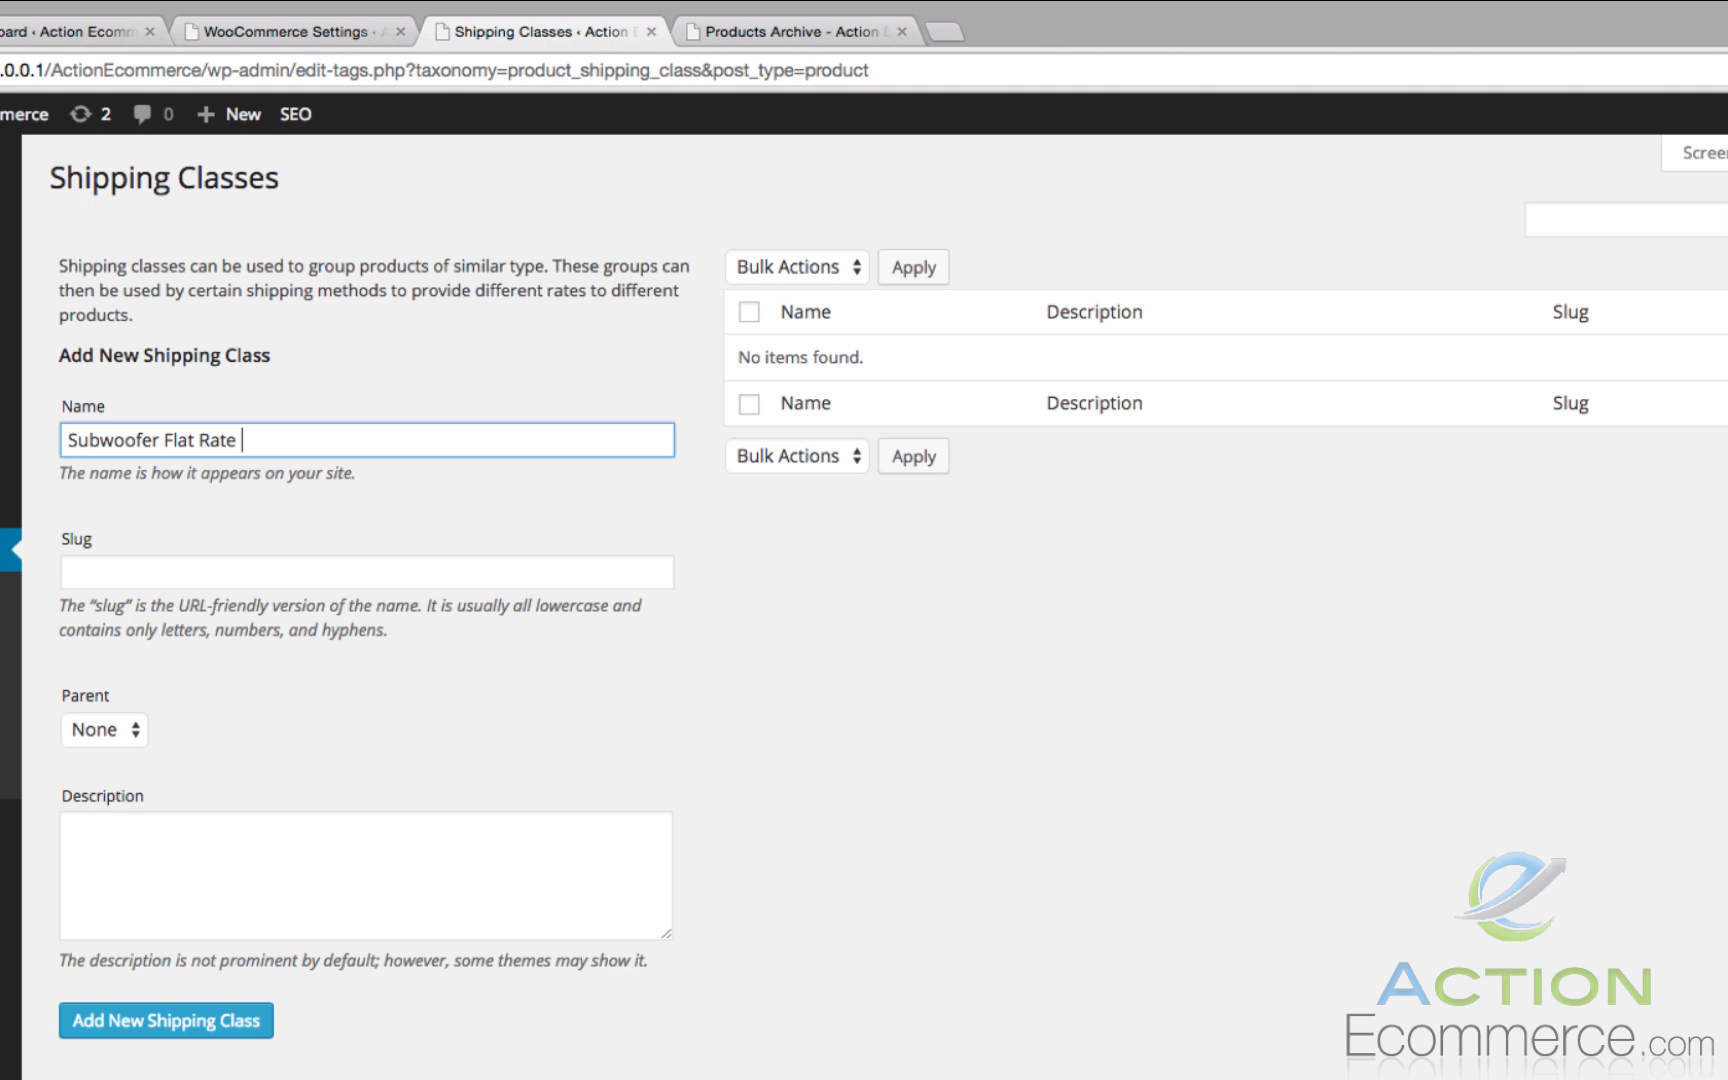 oard ‹ Action Ecomm
WooCommerce Settings ‹ A
Shipping Classes ‹ Action E
Products Archive - Action E
.0.0.1/ActionEcommerce/wp-admin/edit-tags.php?taxonomy=product_shipping_class&post_type=product
merce 2 0 New SEO
Scree
Shipping Classes
Shipping classes can be used to group products of similar type. These groups can
then be used by certain shipping methods to provide different rates to different
products.
Add New Shipping Class
Name
Subwoofer Flat Rate
The name is how it appears on your site.
Slug
The “slug” is the URL-friendly version of the name. It is usually all lowercase and
contains only letters, numbers, and hyphens.
Parent
None
Description
The description is not prominent by default; however, some themes may show it.
Add New Shipping Class
Bulk Actions Apply
Name Description Slug
No items found.
Name Description Slug
Bulk Actions Apply
ACTION
Ecommerce.com